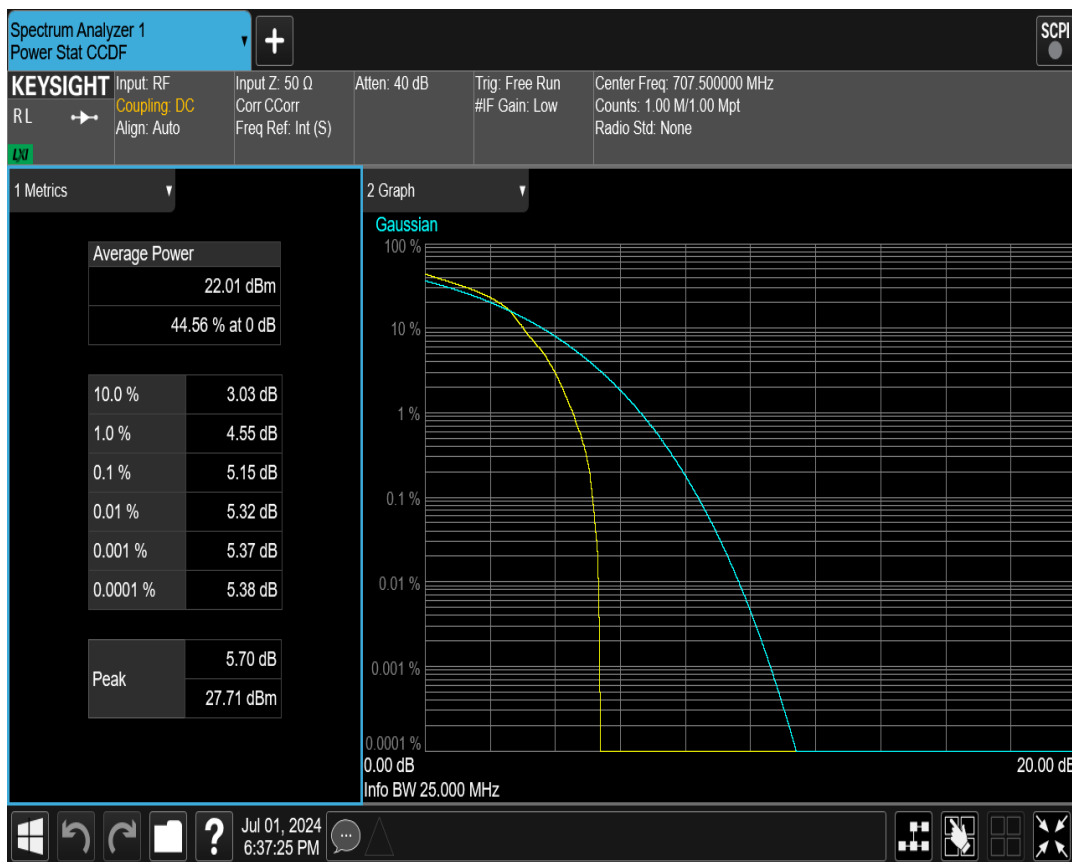 Spectrum Analyzer 1
Power Stat CCDF
+
SCPI
KEYSIGHT
RL
LXI
Input: RF
Coupling: DC
Align: Auto
Input Z: 50 Ω
Corr CCorr
Freq Ref: Int (S)
Atten: 40 dB
Trig: Free Run
#IF Gain: Low
Center Freq: 707.500000 MHz
Counts: 1.00 M/1.00 Mpt
Radio Std: None
1 Metrics
Average Power
22.01 dBm
44.56 % at 0 dB
10.0 % 3.03 dB
1.0 % 4.55 dB
0.1 % 5.15 dB
0.01 % 5.32 dB
0.001 % 5.37 dB
0.0001 % 5.38 dB
Peak
5.70 dB
27.71 dBm
2 Graph
Gaussian
100 %
10 %
1 %
0.1 %
0.01 %
0.001 %
0.0001 %
0.00 dB 20.00 dB
Info BW 25.000 MHz
?
Jul 01, 2024
6:37:25 PM